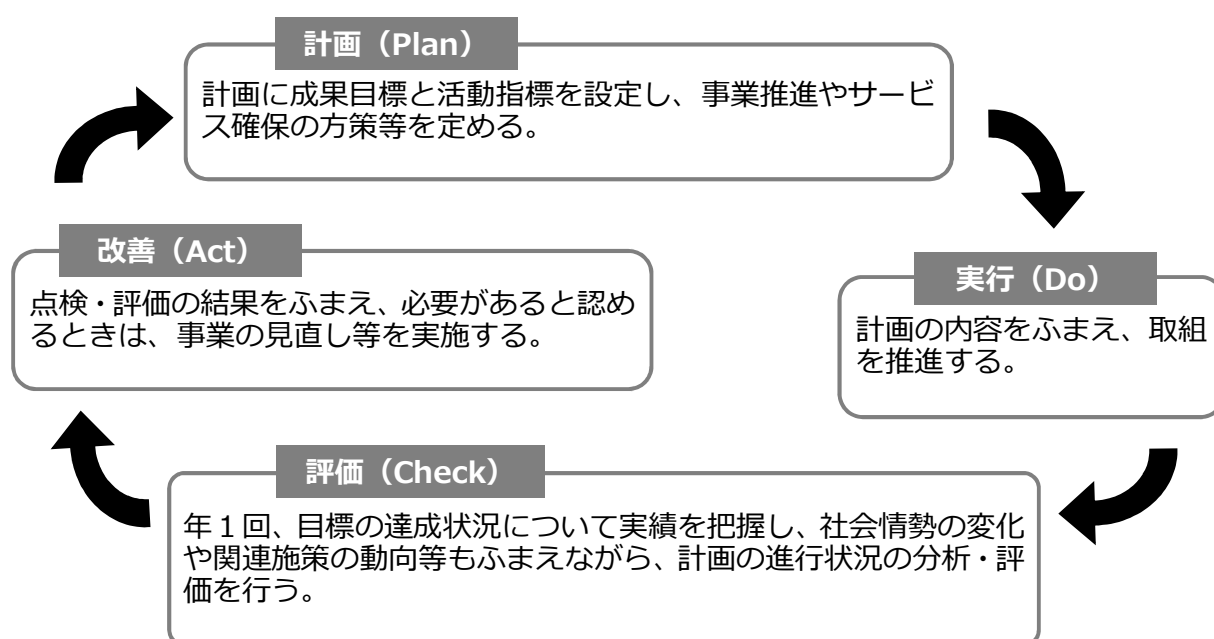 計画（Plan）
計画に成果目標と活動指標を設定し、事業推進やサービ
ス確保の方策等を定める。
実行（Do）
計画の内容をふまえ、取組
を推進する。
評価（Check）
年１回、目標の達成状況について実績を把握し、社会情勢の変化
や関連施策の動向等もふまえながら、計画の進行状況の分析・評
価を行う。
改善（Act）
点検・評価の結果をふまえ、必要があると認め
るときは、事業の見直し等を実施する。